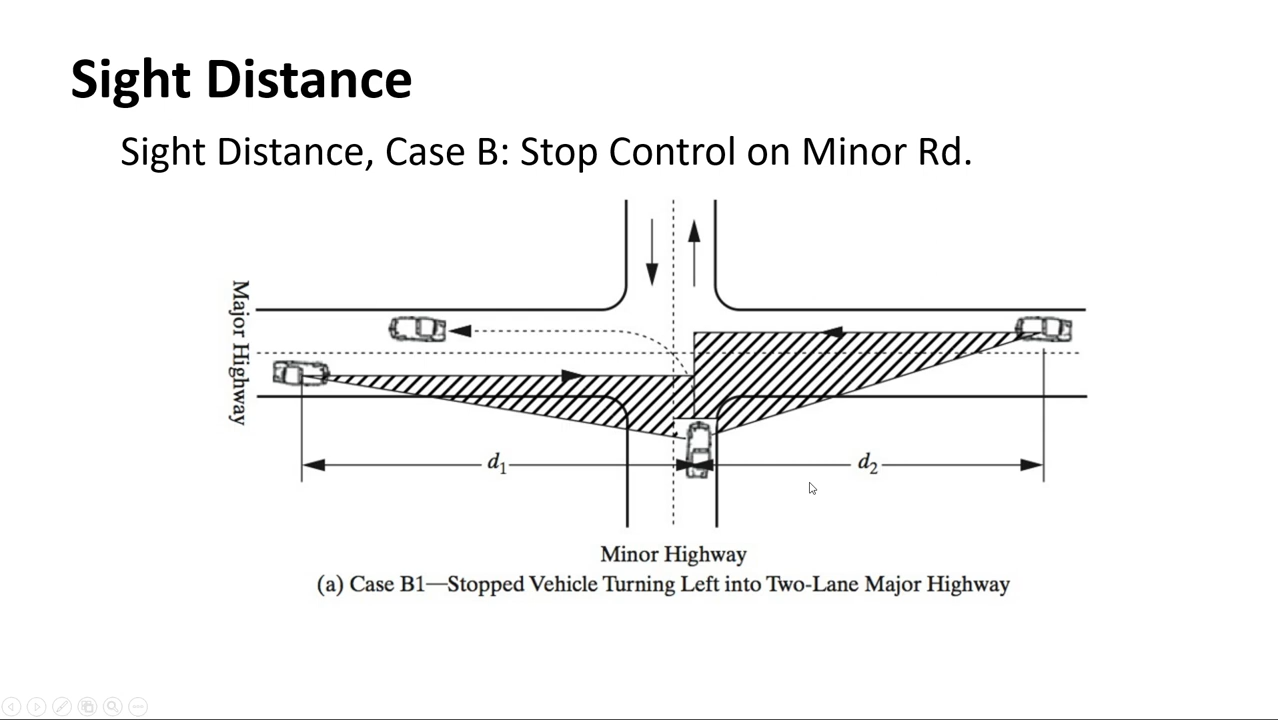 Sight Distance
Sight Distance, Case B: Stop Control on Minor Rd.
Major Highway
d1
d2
Minor Highway
(a) Case B1—Stopped Vehicle Turning Left into Two-Lane Major Highway